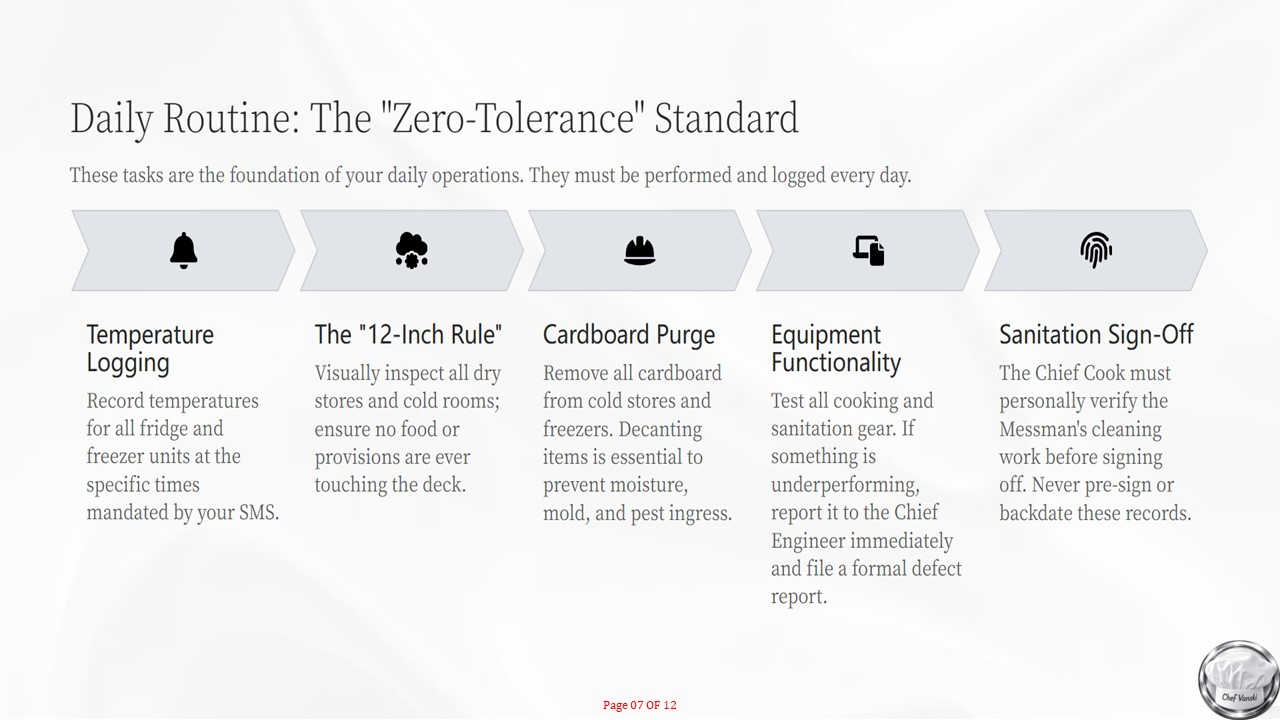 Daily Routine: The "Zero-Tolerance" Standard
These tasks are the foundation of your daily operations. They must be performed and logged every day.
Temperature
Logging
Record temperatures
for all fridge and
freezer units at the
specific times
mandated by your SMS.
The "12-Inch Rule"
Visually inspect all dry
stores and cold rooms;
ensure no food or
provisions are ever
touching the deck.
Cardboard Purge
Remove all cardboard
from cold stores and
freezers. Decanting
items is essential to
prevent moisture,
mold, and pest ingress.
Equipment
Functionality
Test all cooking and
sanitation gear. If
something is
underperforming,
report it to the Chief
Engineer immediately
and file a formal defect
report.
Sanitation Sign-Off
The Chief Cook must
personally verify the
Messman's cleaning
work before signing
off. Never pre-sign or
backdate these records.
Page 07 OF 12
Chef Vanski